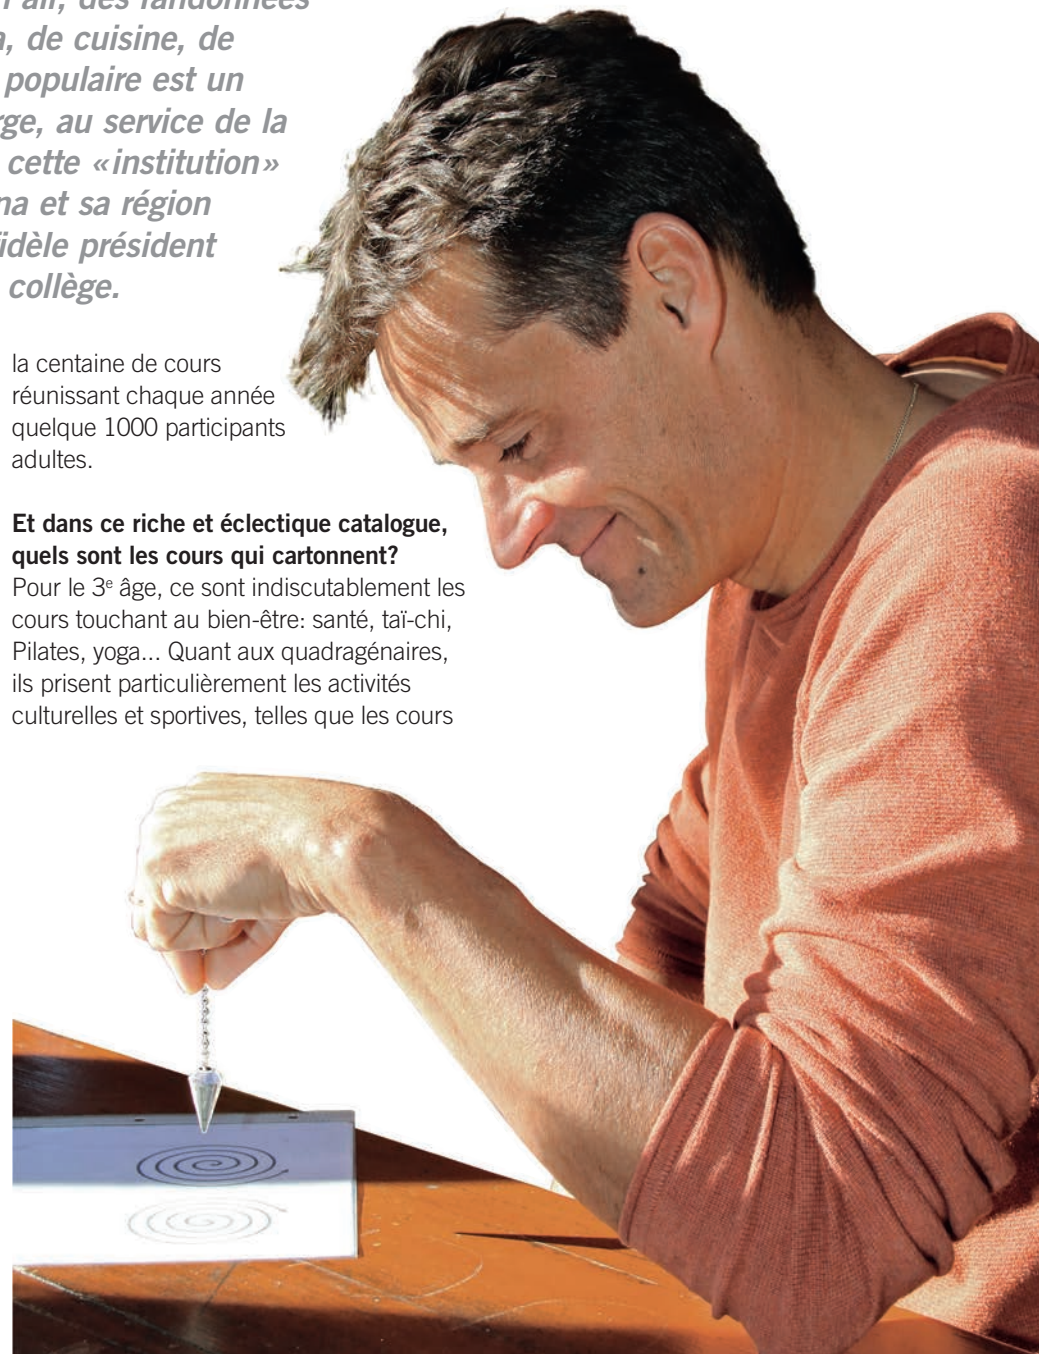 air, des randonnées
, de cuisine, de
populaire est un
rge, au service de la
cette «institution»
na et sa région
idèle président
collège.
la centaine de cours
réunissant chaque année
quelque 1000 participants
adultes.
Et dans ce riche et éclectique catalogue,
quels sont les cours qui cartonnent?
Pour le 3e âge, ce sont indiscutablement les
cours touchant au bien-être: santé, taï-chi,
Pilates, yoga... Quant aux quadragénaires,
ils prisent particulièrement les activités
culturelles et sportives, telles que les cours